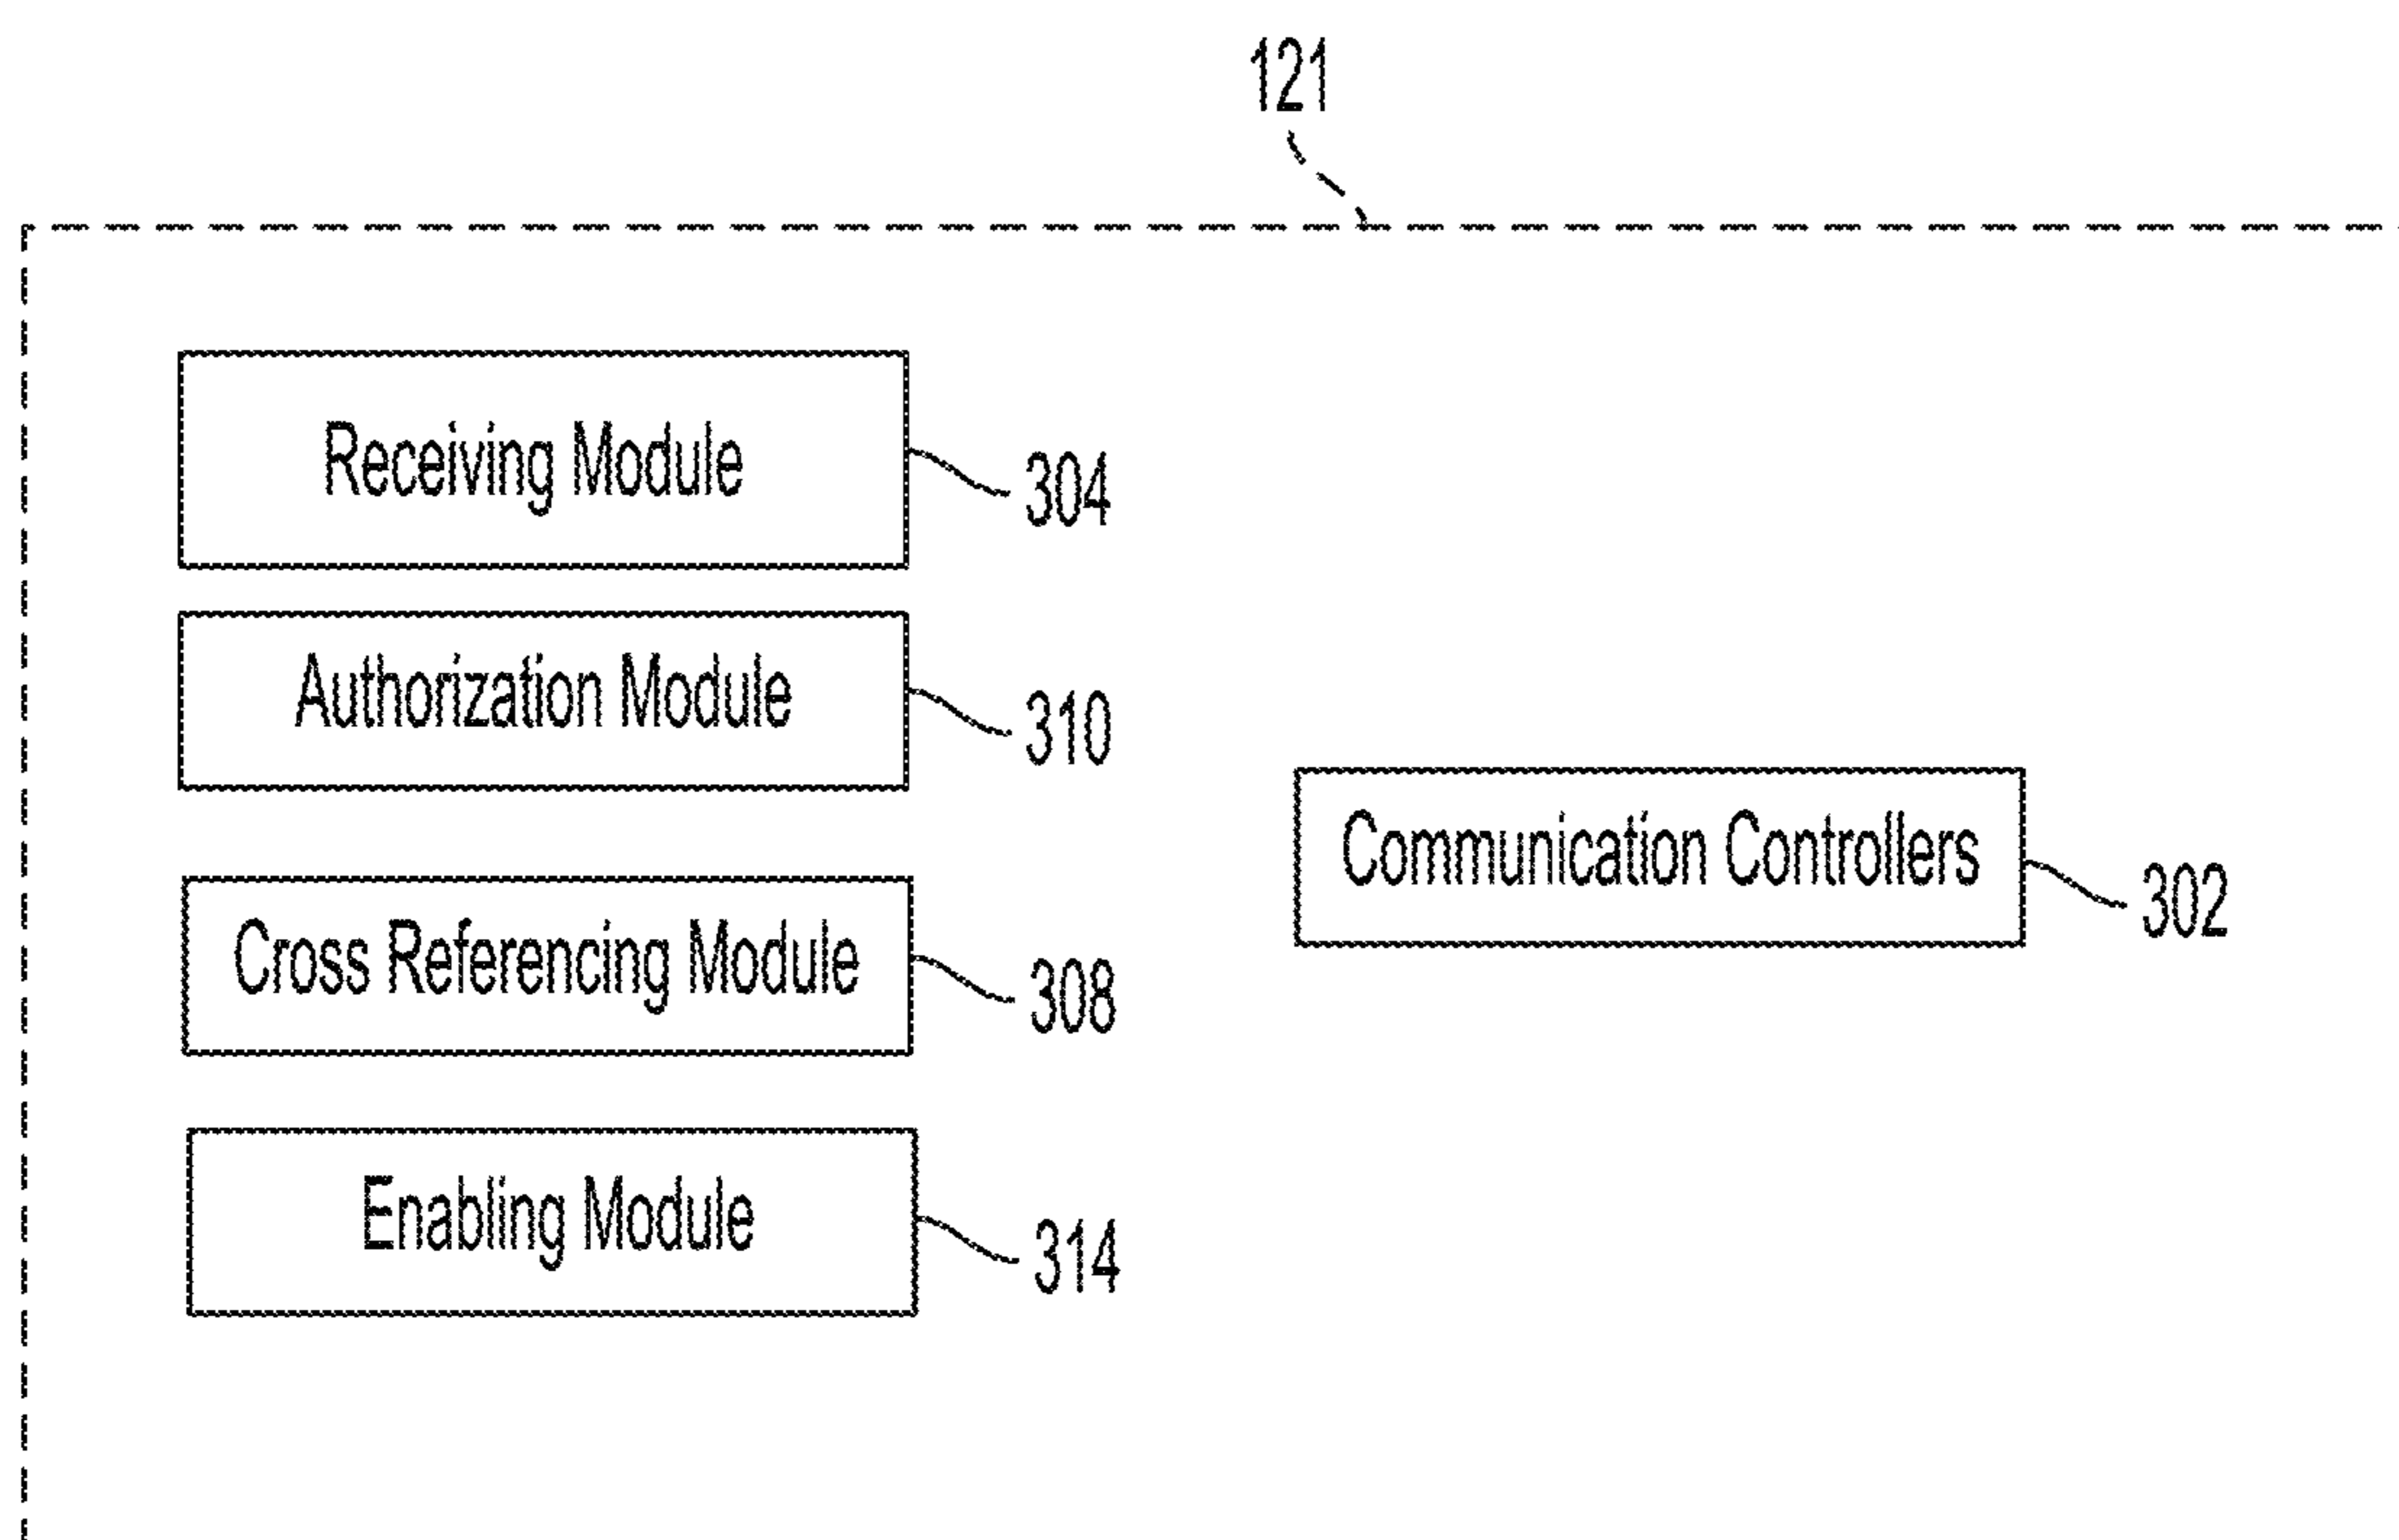 121
Receiving Module
304
Authorization Module
310
Communication Controllers
302
Cross Referencing Module
308
Enabling Module
314